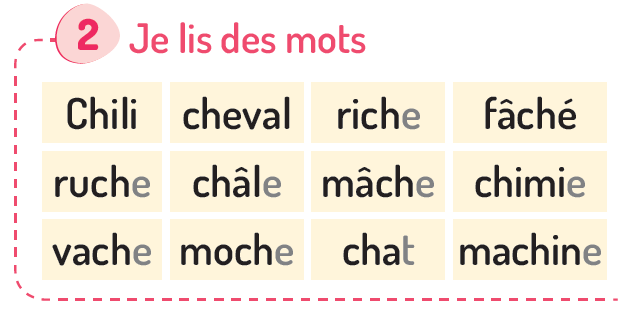 2 Je lis des mots
Chili cheval riche fâché
ruche châle mâche chimie
vache moche chat machine